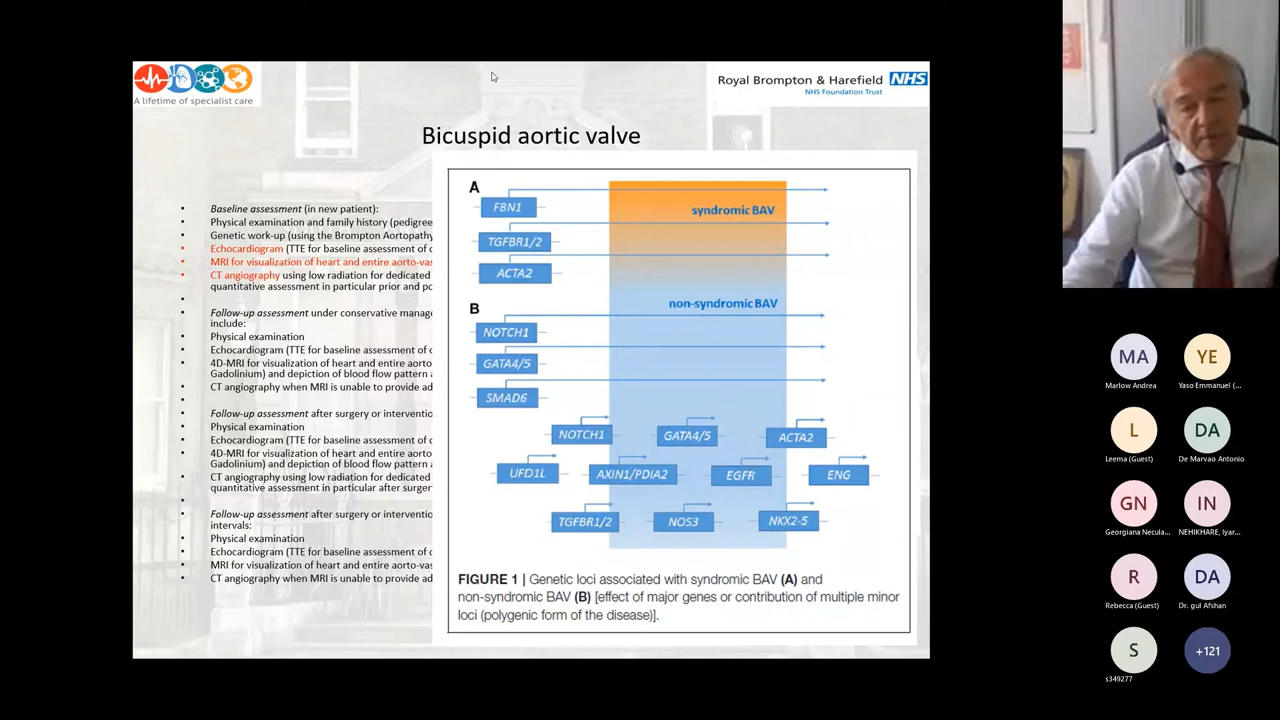 A lifetime of specialist care
Royal Brompton & Harefield NHS
NHS Foundation Trust
Bicuspid aortic valve
• Baseline assessment (in new patient):
• Physical examination and family history (pedigree
• Genetic work-up (using the Brompton Aortopathy
• Echocardiogram (TTE for baseline assessment of
• MRI for visualization of heart and entire aorto-vas
• CT angiography using low radiation for dedicated
quantitative assessment in particular prior and po
•
• Follow-up assessment under conservative manage
include:
• Physical examination
• Echocardiogram (TTE for baseline assessment of
• 4D-MRI for visualization of heart and entire aorto
Gadolinium) and depiction of blood flow pattern
• CT angiography when MRI is unable to provide ad
•
• Follow-up assessment after surgery or interventio
• Physical examination
• Echocardiogram (TTE for baseline assessment of
• 4D-MRI for visualization of heart and entire aorto
Gadolinium) and depiction of blood flow pattern
• CT angiography using low radiation for dedicated
quantitative assessment in particular after surger
•
• Follow-up assessment after surgery or interventio
intervals:
• Physical examination
• Echocardiogram (TTE for baseline assessment of
• MRI for visualization of heart and entire aorto-vas
• CT angiography when MRI is unable to provide ad
A
FBN1
syndromic BAV
TGFBR1/2
ACTA2
non-syndromic BAV
B
NOTCH1
GATA4/5
SMAD6
NOTCH1 GATA4/5 ACTA2
UFD1L AXIN1/PDIA2 EGFR ENG
TGFBR1/2 NOS3 NKX2-5
FIGURE 1 | Genetic loci associated with syndromic BAV (A) and
non-syndromic BAV (B) [effect of major genes or contribution of multiple minor
loci (polygenic form of the disease)].
MA YE
Marlow Andrea Yaso Emmanuel (...
L DA
Leema (Guest) De Marvao Antonio
GN IN
Georgiana Necula... NEHIKHARE, Iyar...
R DA
Rebecca (Guest) Dr. gul Afshan
S +121
s349277